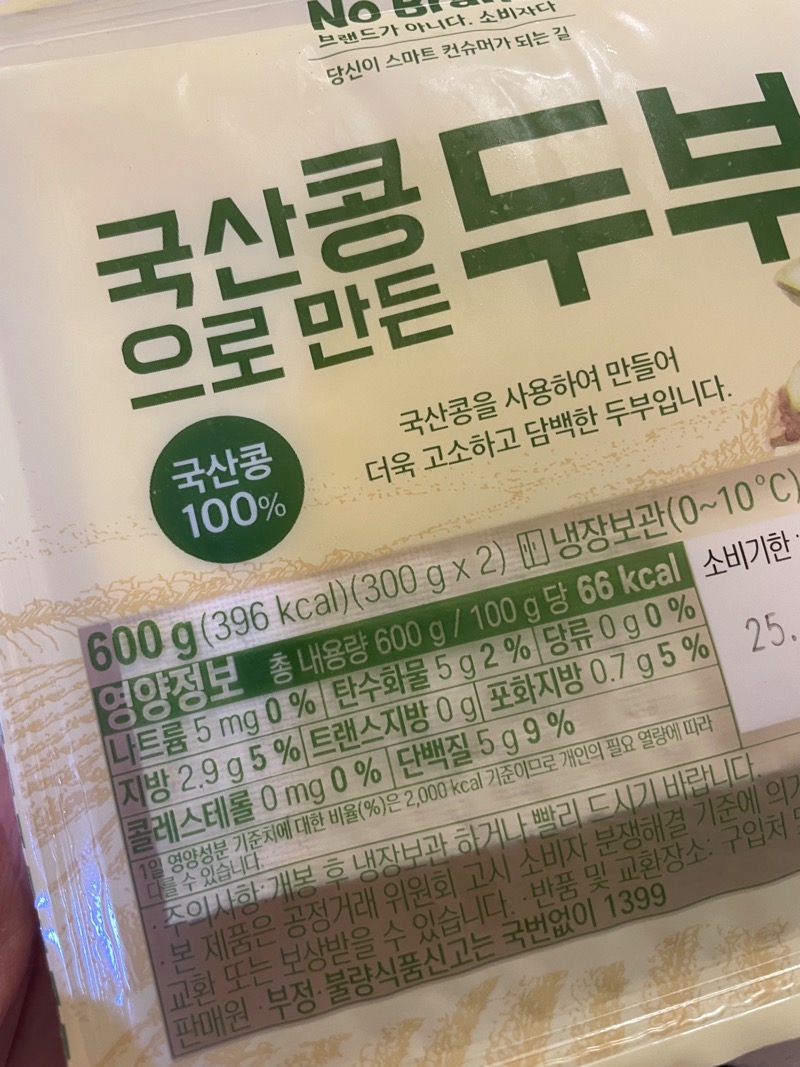 No Bran
브랜드가 아니다. 소비자다
당신이 스마트 컨슈머가 되는 길
국산콩
으로 만든
두부
국산콩을 사용하여 만들어
더욱 고소하고 담백한 두부입니다.
국산콩
100%
600 g(396 kcal)(300 g x 2) 냉장보관(0~10℃)
영양정보 총 내용량 600 g / 100 g당 66 kcal
나트륨 5 mg 0 % 탄수화물 5 g 2 % 당류 0 g 0 %
지방 2.9 g 5 % 트랜스지방 0 g 포화지방 0.7 g 5 %
콜레스테롤 0 mg 0 % 단백질 5 g 9 %
1일 영양성분 기준치에 대한 비율(%)은 2,000 kcal 기준이므로 개인의 필요 열량에 따라
다를 수 있습니다.
소비기한
25.
·주의사항: 개봉 후 냉장보관 하거나 빨리 드시기 바랍니다.
·본 제품은 공정거래 위원회 고시 소비자 분쟁해결 기준에 의거
교환 또는 보상받을 수 있습니다. ·반품 및 교환장소: 구입처
판매원 ·부정·불량식품신고는 국번없이 1399